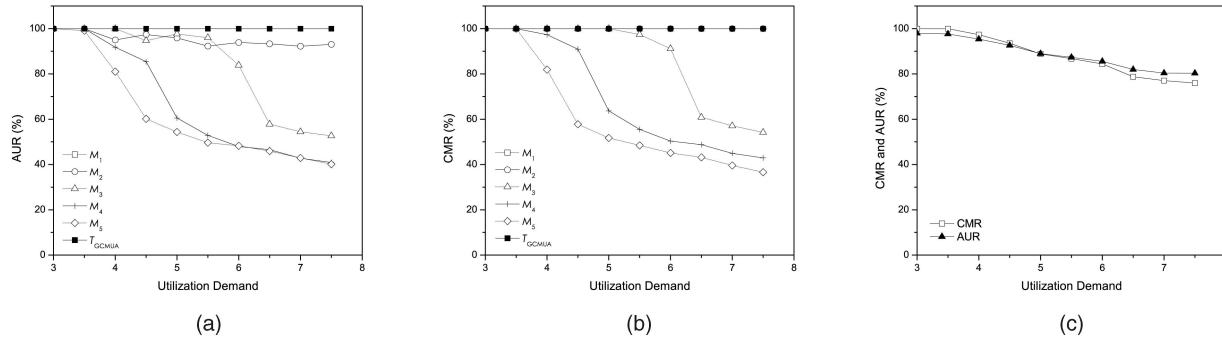 AUR (%)
100
80
60
40
20
0
M1
M2
M3
M4
M5
TGCMUA
3 4 5 6 7 8
Utilization Demand
(a)
CMR (%)
100
80
60
40
20
0
M1
M2
M3
M4
M5
TGCMUA
3 4 5 6 7 8
Utilization Demand
(b)
CMR and AUR (%)
100
80
60
40
20
0
CMR
AUR
3 4 5 6 7
Utilization Demand
(c)